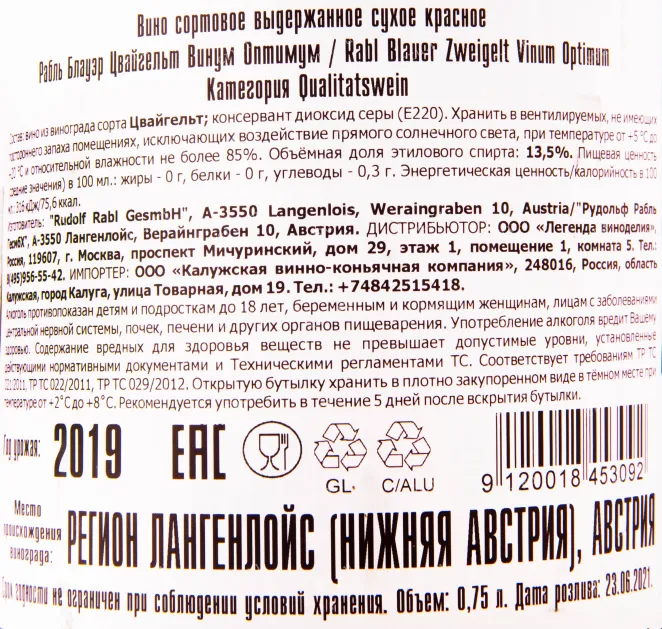 Вино сортовое выдержанное сухое красное
Рабль Блауэр Цвайгельт Винум Оптимум / Rabl Blauer Zweigelt Vinum Optimum
Категория Qualitatswein
Состав: вино из винограда сорта Цвайгельт; консервант диоксид серы (Е220). Хранить в вентилируемых, не имеющих
постороннего запаха помещениях, исключающих воздействие прямого солнечного света, при температуре от +5 °С до
+20 °С и относительной влажности не более 85%. Объёмная доля этилового спирта: 13,5%. Пищевая ценность
(средние значения) в 100 мл.: жиры - 0 г, белки - 0 г, углеводы - 0,3 г. Энергетическая ценность/калорийность в 100
мл: 316 кДж/75,6 ккал.
Изготовитель: "Rudolf Rabl GesmbH", A-3550 Langenlois, Weraingraben 10, Austria/"Рудольф Рабль
ГесмбХ", А-3550 Лангенлойс, Верайнграбен 10, Австрия. ДИСТРИБЬЮТОР: ООО «Легенда виноделия»,
Россия, 119607, г. Москва, проспект Мичуринский, дом 29, этаж 1, помещение 1, комната 5. Тел.:
8(495)956-55-42. ИМПОРТЕР: ООО «Калужская винно-коньячная компания», 248016, Россия, область
Калужская, город Калуга, улица Товарная, дом 19. Тел.: +74842515418.
Алкоголь противопоказан детям и подросткам до 18 лет, беременным и кормящим женщинам, лицам с заболеваниями
центральной нервной системы, почек, печени и других органов пищеварения. Употребление алкоголя вредит Вашему
здоровью. Содержание вредных для здоровья веществ не превышает допустимые уровни, установленные
действующими нормативными документами и Техническими регламентами ТС. Соответствует требованиям ТР ТС
021/2011, ТР ТС 022/2011, ТР ТС 029/2012. Открытую бутылку хранить в плотно закупоренном виде в тёмном месте при
температуре от +2°С до +8°С. Рекомендуется употребить в течение 5 дней после вскрытия бутылки.
Год урожая: 2019 EAC
GL C/ALU
9 120018 453092
Место
происхождения
винограда: РЕГИОН ЛАНГЕНЛОЙС (НИЖНЯЯ АВСТРИЯ), АВСТРИЯ
Срок годности не ограничен при соблюдении условий хранения. Объем: 0,75 л. Дата розлива: 23.06.2021.